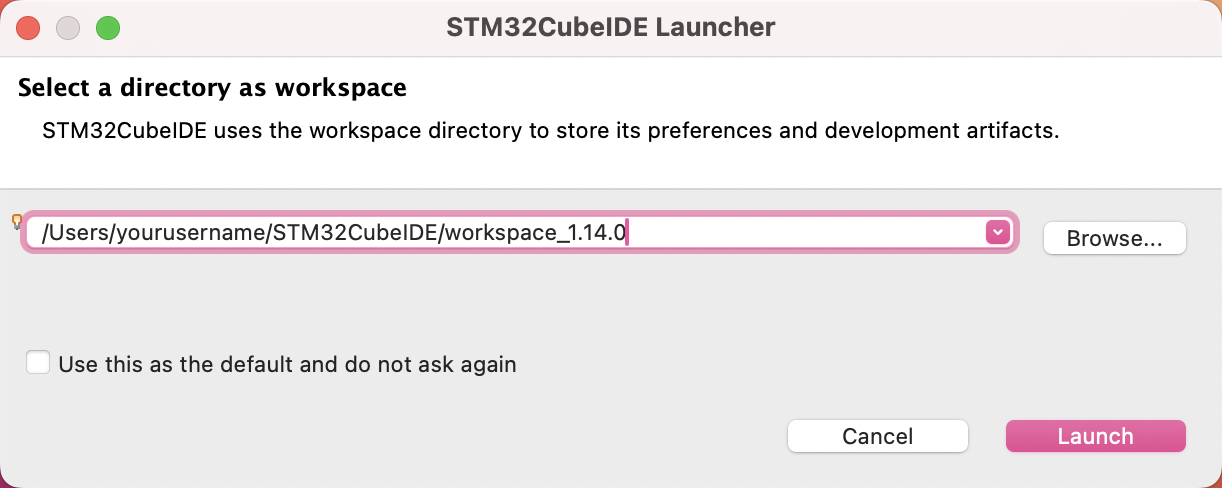 STM32CubeIDE Launcher
Select a directory as workspace
STM32CubeIDE uses the workspace directory to store its preferences and development artifacts.
/Users/yourusername/STM32CubeIDE/workspace_1.14.0
Browse...
Use this as the default and do not ask again
Cancel
Launch